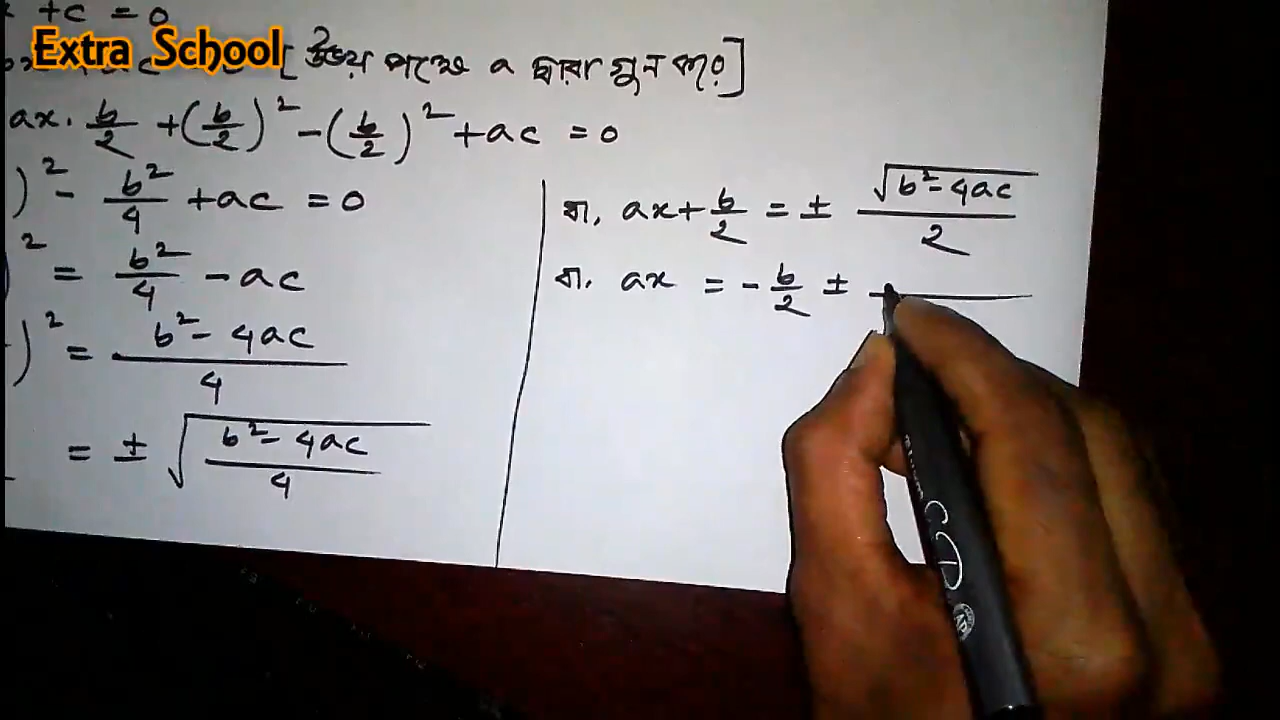 +c = 0
Extra School
[উভয় পক্ষে a দ্বারা গুন করে]
ax. b/2 + (b/2)² - (b/2)² + ac = 0
)² - b²/4 + ac = 0
)² = b²/4 - ac
)² = b² - 4ac / 4
= ± √(b² - 4ac / 4)
বা, ax + b/2 = ± √(b² - 4ac) / 2
বা, ax = - b/2 ±